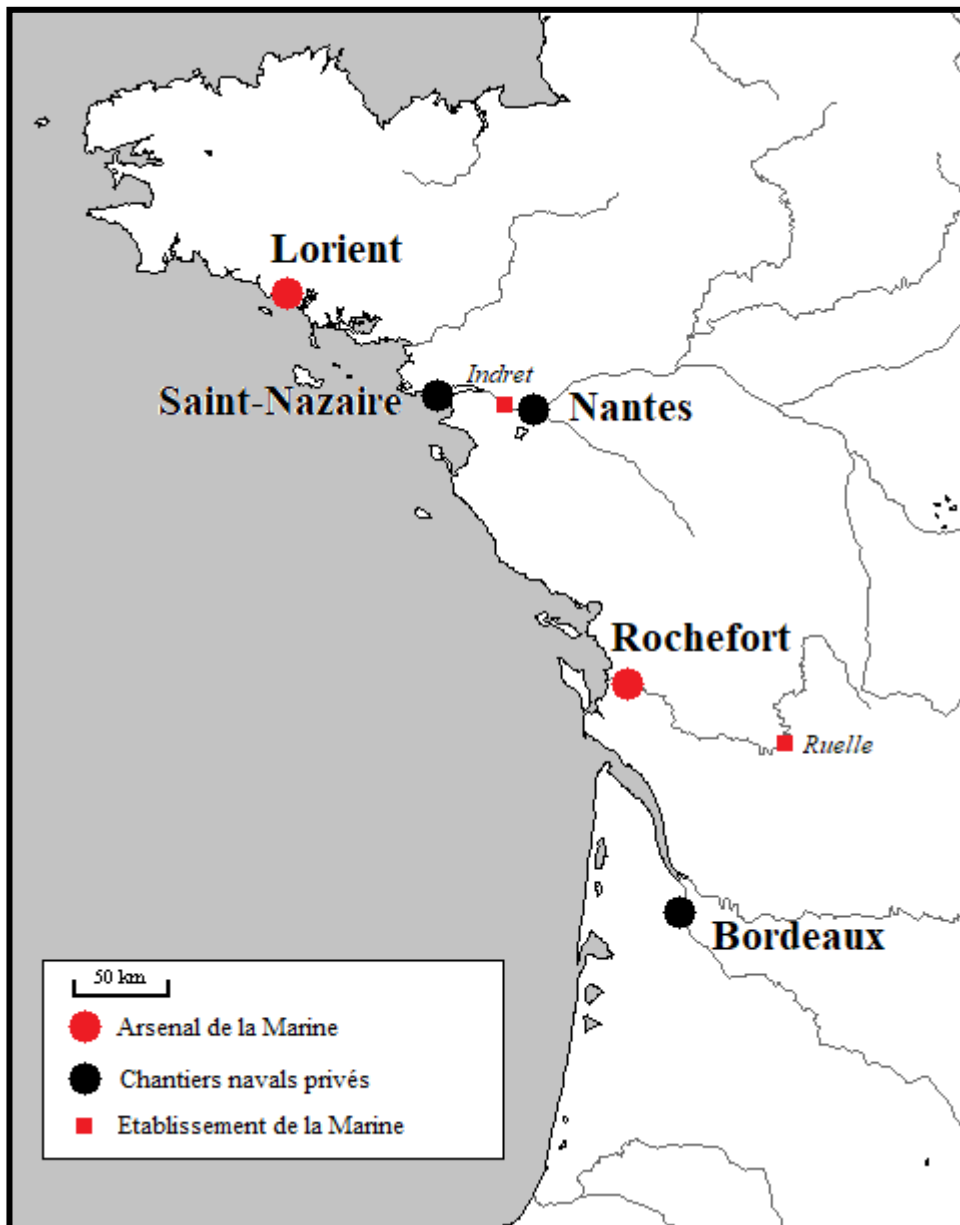 Lorient
Indret
Saint-Nazaire
Nantes
Rochefort
Ruelle
Bordeaux
50 km
Arsenal de la Marine
Chantiers navals privés
Etablissement de la Marine